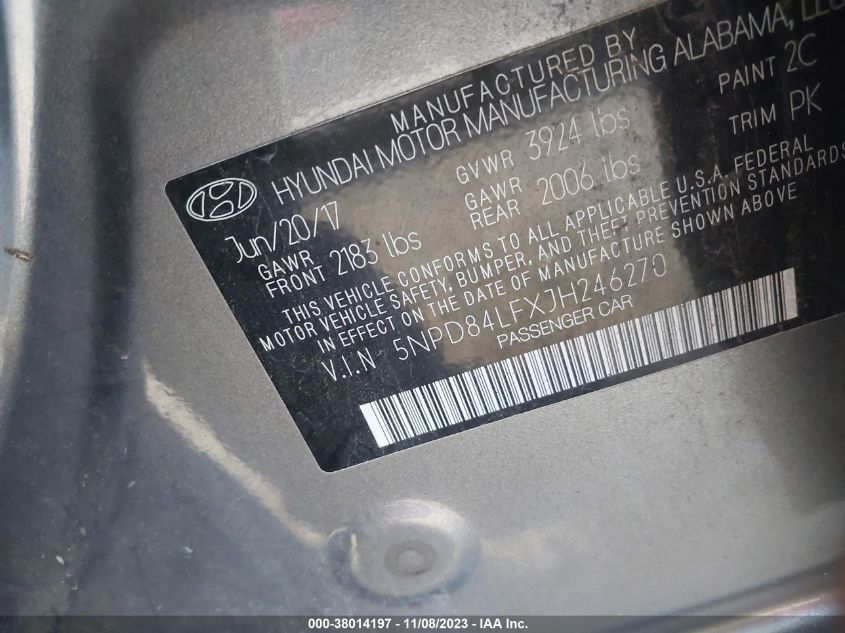 MANUFACTURED BY
HYUNDAI MOTOR MANUFACTURING ALABAMA, LLC
Jun/20/17 GVWR 3924 lbs PAINT 2C
GAWR FRONT 2183 lbs GAWR REAR 2006 lbs TRIM PK
THIS VEHICLE CONFORMS TO ALL APPLICABLE U.S.A. FEDERAL
MOTOR VEHICLE SAFETY, BUMPER, AND THEFT PREVENTION STANDARDS
IN EFFECT ON THE DATE OF MANUFACTURE SHOWN ABOVE
V.I.N 5NPD84LFXJH246270
PASSENGER CAR
000-38014197 - 11/08/2023 - IAA Inc.